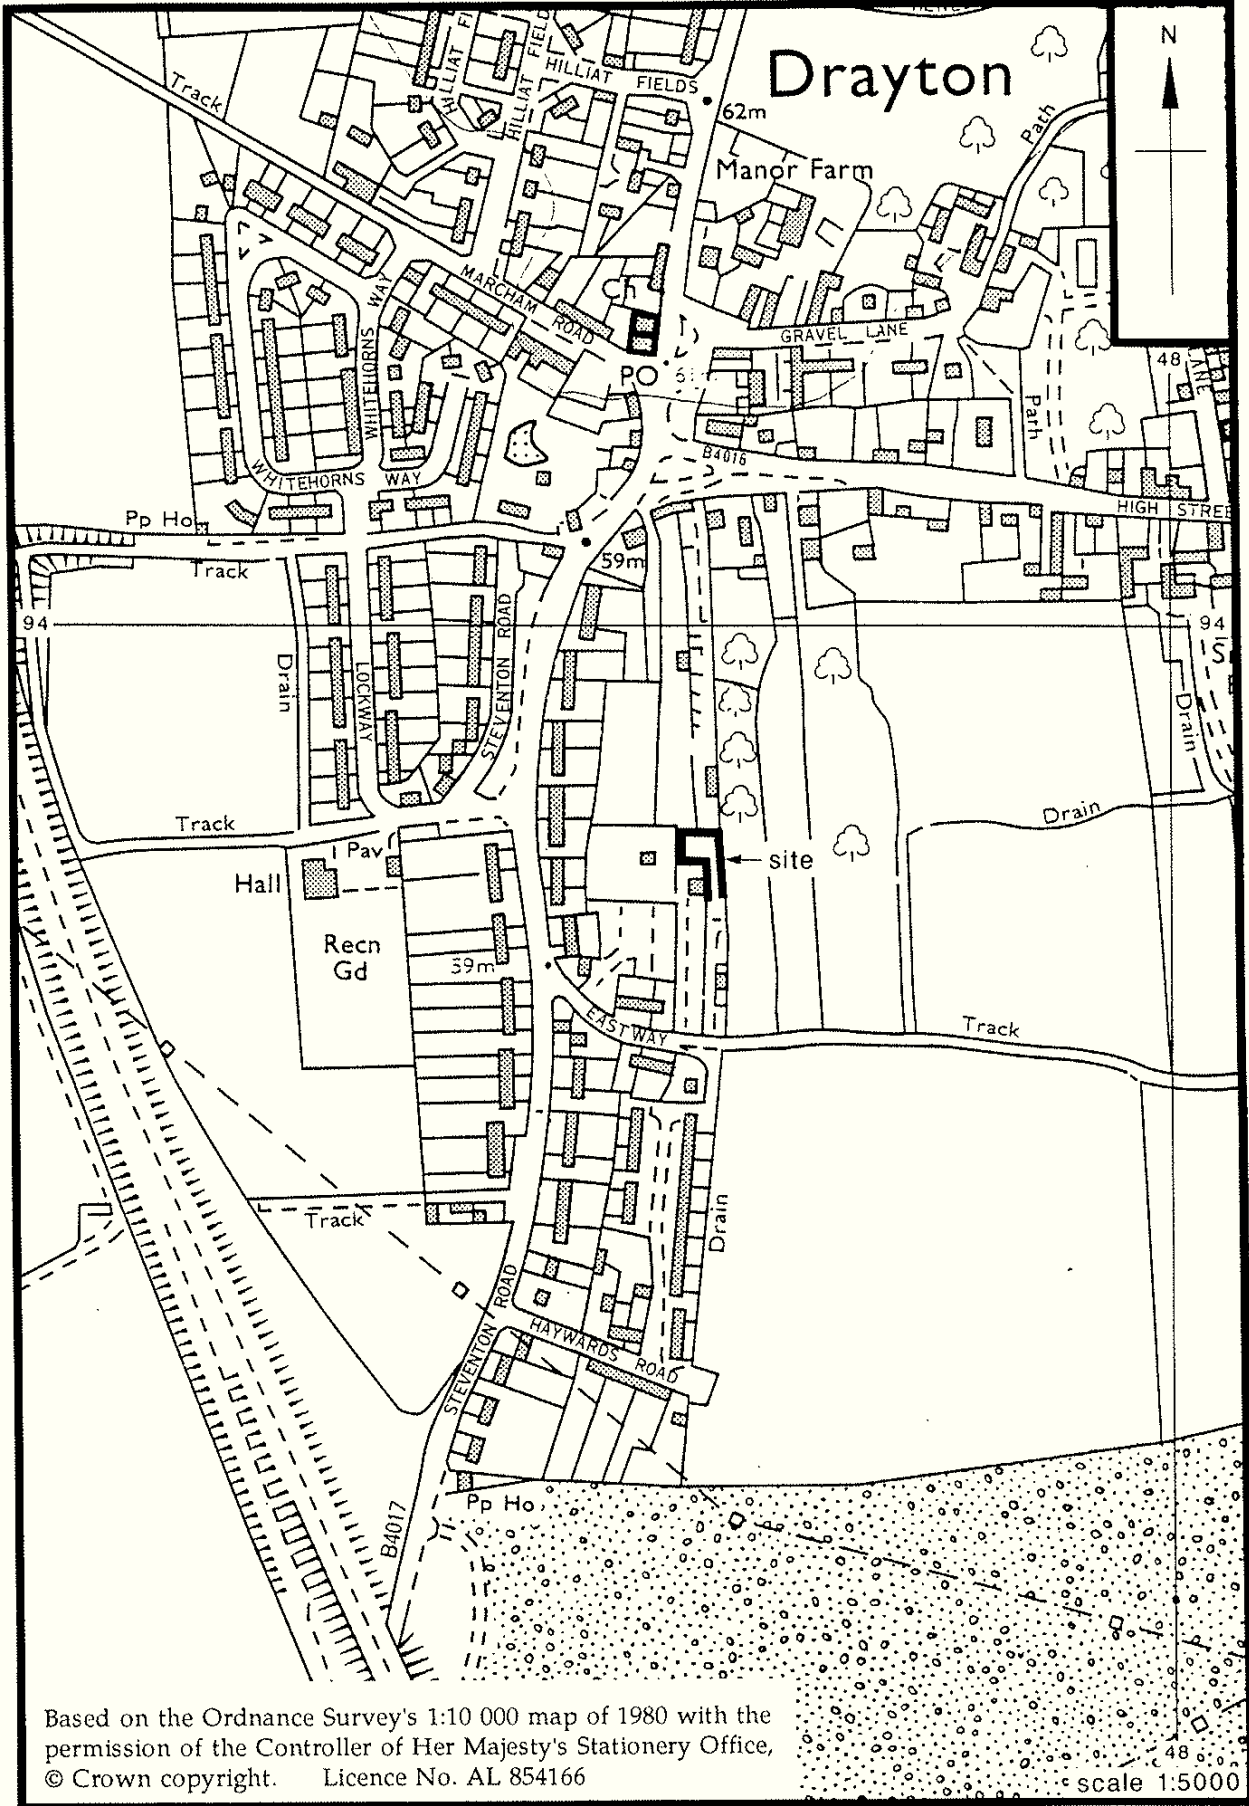 HILLIAT FIELDS
HILLIAT
HILLIAT
FIELD
Drayton
N
Track
62m
Path
Manor Farm
MARCHAM ROAD
Ch
GRAVEL LANE
PO
48
LANE
WHITEHORNS WAY
Path
B4016
WHITEHORNS WAY
HIGH STREE
Pp Ho
Track
59m
94
94
Drain
LOCKWAY
STEVENTON ROAD
Drain
Track
Drain
Pav
site
Hall
Recn
Gd
59m
EASTWAY
Track
Track
Drain
STEVENTON ROAD
HAYWARDS ROAD
B4017
Pp Ho
Based on the Ordnance Survey's 1:10 000 map of 1980 with the
permission of the Controller of Her Majesty's Stationery Office,
© Crown copyright. Licence No. AL 854166
48
scale 1:5000